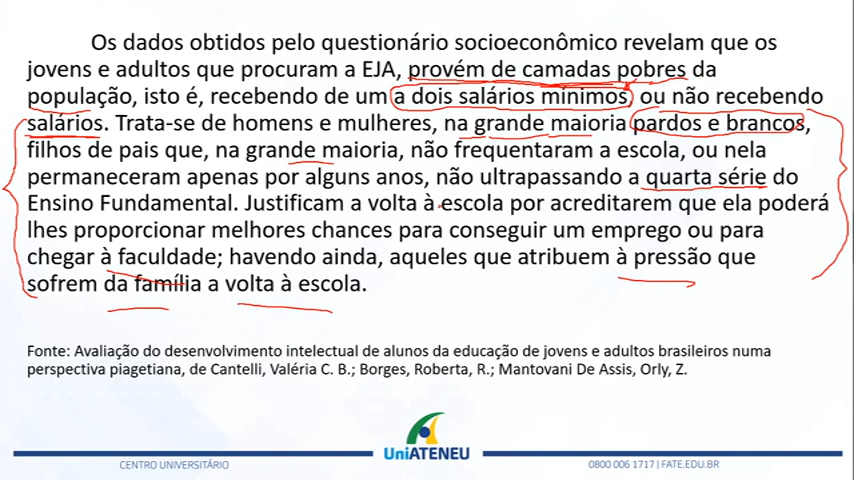 Os dados obtidos pelo questionário socioeconômico revelam que os
jovens e adultos que procuram a EJA, provém de camadas pobres da
população, isto é, recebendo de um a dois salários mínimos, ou não recebendo
salários. Trata-se de homens e mulheres, na grande maioria pardos e brancos,
filhos de pais que, na grande maioria, não frequentaram a escola, ou nela
permaneceram apenas por alguns anos, não ultrapassando a quarta série do
Ensino Fundamental. Justificam a volta à escola por acreditarem que ela poderá
lhes proporcionar melhores chances para conseguir um emprego ou para
chegar à faculdade; havendo ainda, aqueles que atribuem à pressão que
sofrem da família a volta à escola.
Fonte: Avaliação do desenvolvimento intelectual de alunos da educação de jovens e adultos brasileiros numa
perspectiva piagetiana, de Cantelli, Valéria C. B.; Borges, Roberta, R.; Mantovani De Assis, Orly, Z.
UniATENEU
CENTRO UNIVERSITÁRIO
0800 006 1717 | FATE.EDU.BR